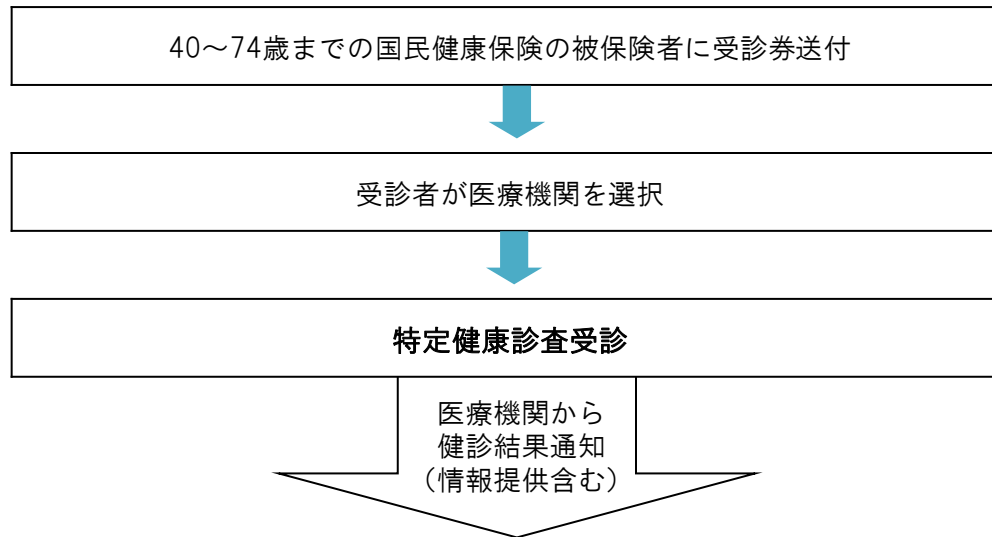 40～74歳までの国民健康保険の被保険者に受診券送付
受診者が医療機関を選択
特定健康診査受診
医療機関から
健診結果通知
（情報提供含む）